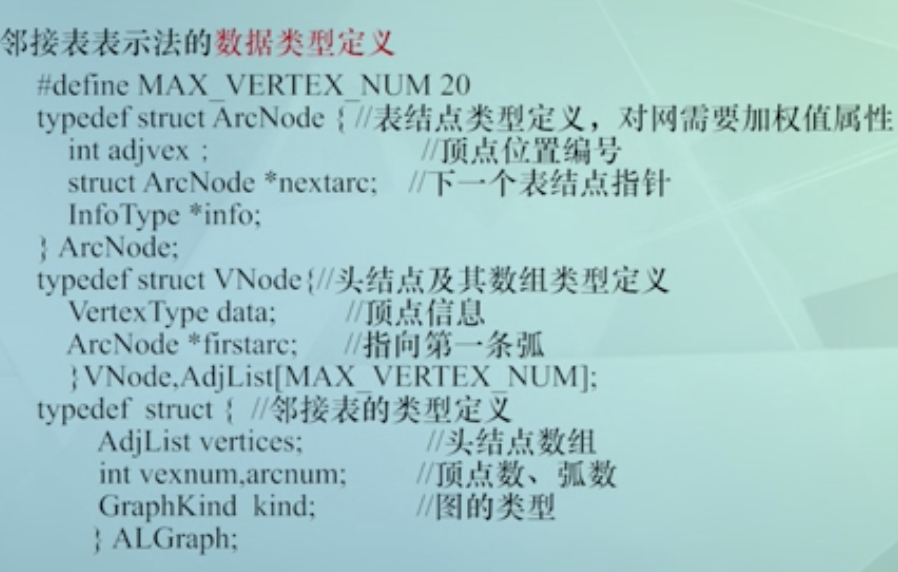 邻接表表示法的数据类型定义
#define MAX_VERTEX_NUM 20
typedef struct ArcNode { //表结点类型定义，对网需要加权值属性
int adjvex ; //顶点位置编号
struct ArcNode *nextarc; //下一个表结点指针
InfoType *info;
} ArcNode;
typedef struct VNode{//头结点及其数组类型定义
VertexType data; //顶点信息
ArcNode *firstarc; //指向第一条弧
}VNode,AdjList[MAX_VERTEX_NUM];
typedef struct { //邻接表的类型定义
AdjList vertices; //头结点数组
int vexnum,arcnum; //顶点数、弧数
GraphKind kind; //图的类型
} ALGraph;